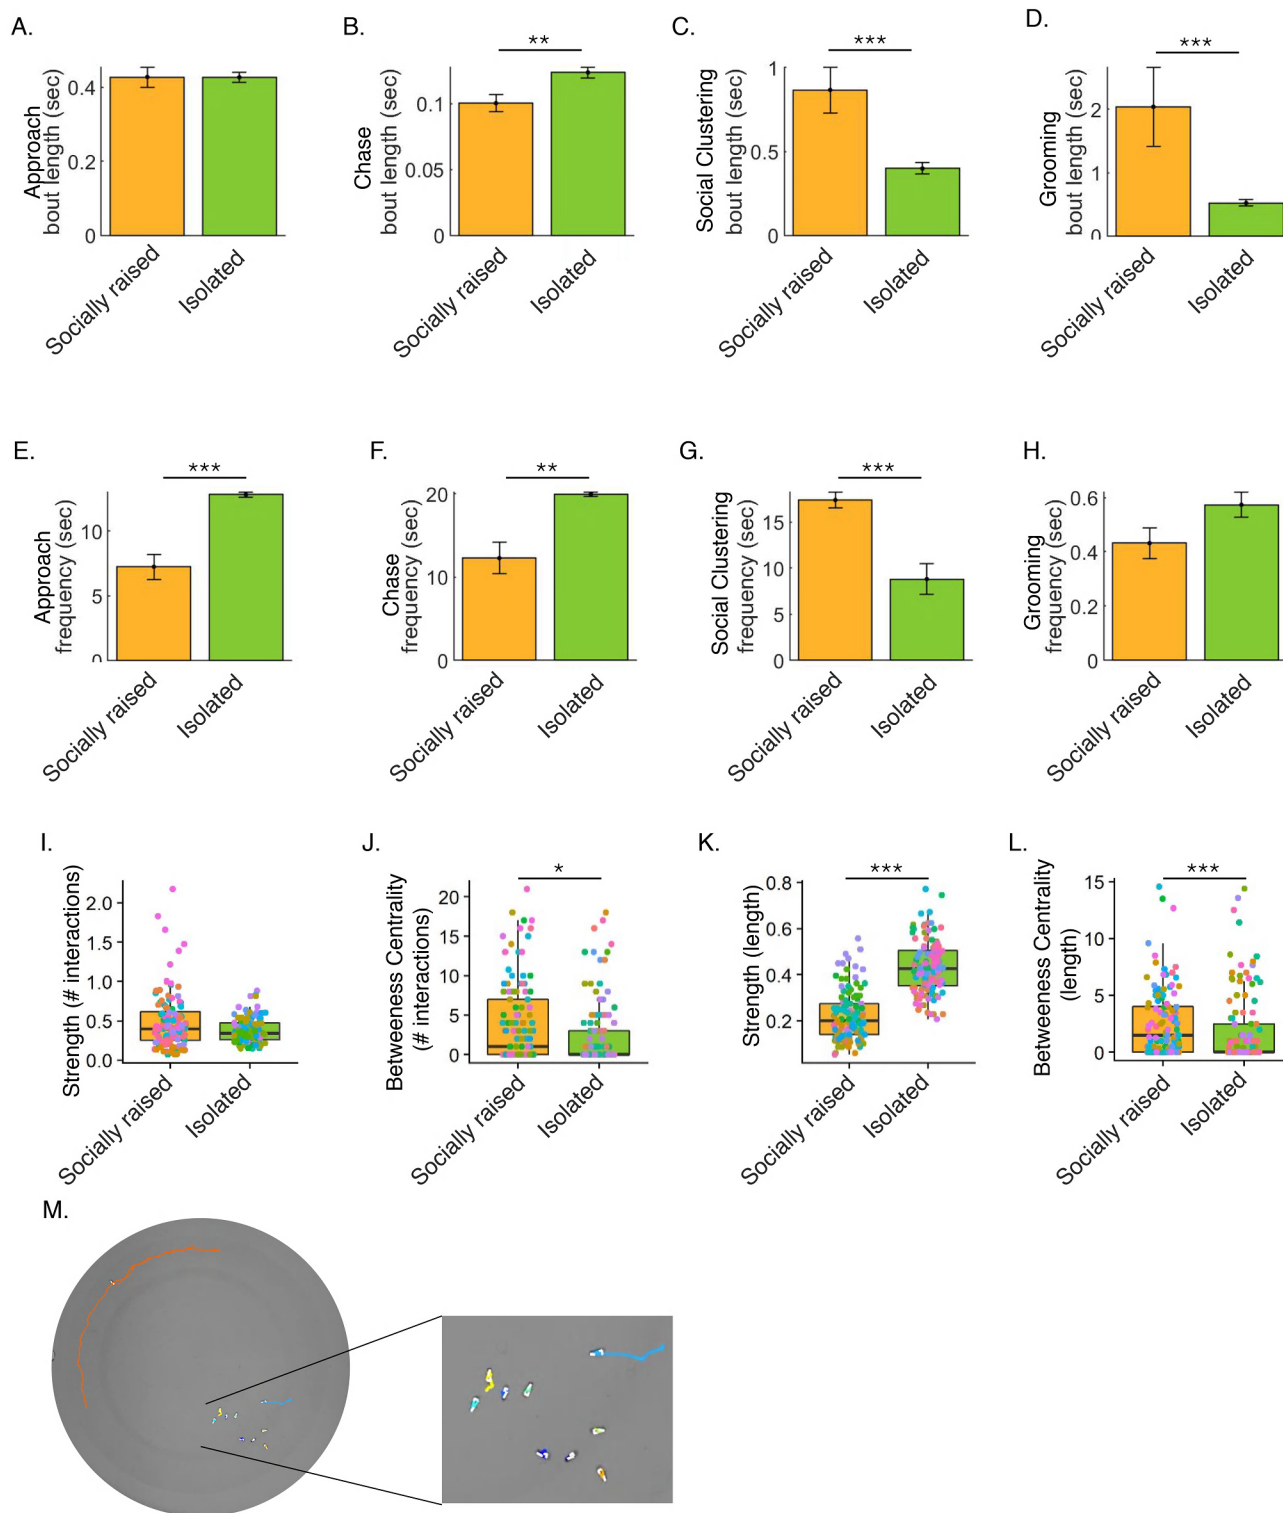 A.
Approach
bout length (sec)
0.4
0.2
0
Socially raised
Isolated
B.
**
Chase
bout length (sec)
0.1
0.05
0
Socially raised
Isolated
C.
***
Social Clustering
bout length (sec)
1
0.5
0
Socially raised
Isolated
D.
***
Grooming
bout length (sec)
2
1
0
Socially raised
Isolated
E.
***
Approach
frequency (sec)
10
5
0
Socially raised
Isolated
F.
**
Chase
frequency (sec)
20
10
0
Socially raised
Isolated
G.
***
Social Clustering
frequency (sec)
15
10
5
0
Socially raised
Isolated
H.
Grooming
frequency (sec)
0.6
0.4
0.2
0
Socially raised
Isolated
I.
Strength (# interactions)
2.0
1.5
1.0
0.5
0.0
Socially raised
Isolated
J.
*
Betweeness Centrality
(# interactions)
20
15
10
5
0
Socially raised
Isolated
K.
***
Strength (length)
0.8
0.6
0.4
0.2
Socially raised
Isolated
L.
***
Betweeness Centrality
(length)
15
10
5
0
Socially raised
Isolated
M.